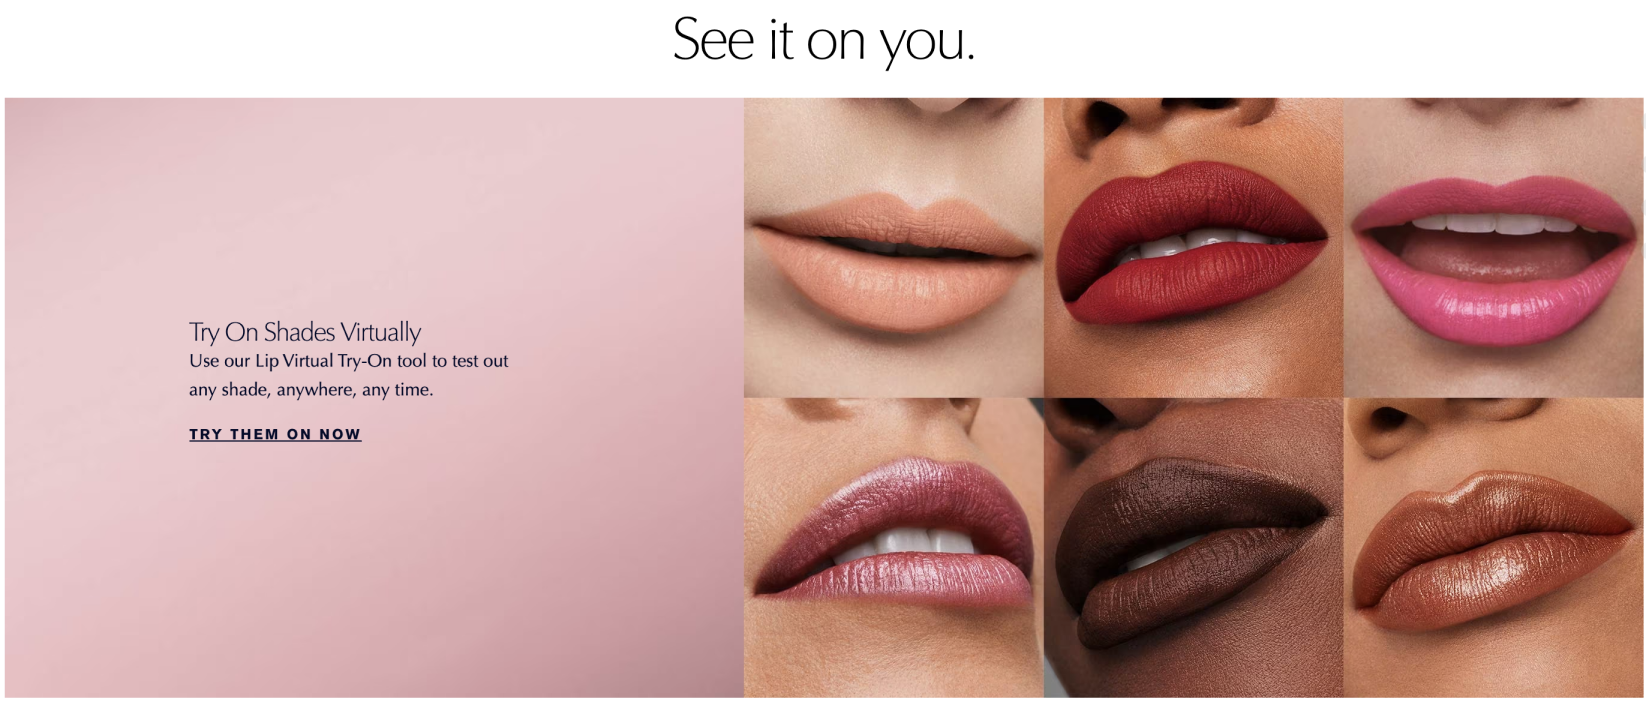 See it on you.
Try On Shades Virtually
Use our Lip Virtual Try-On tool to test out
any shade, anywhere, any time.
TRY THEM ON NOW